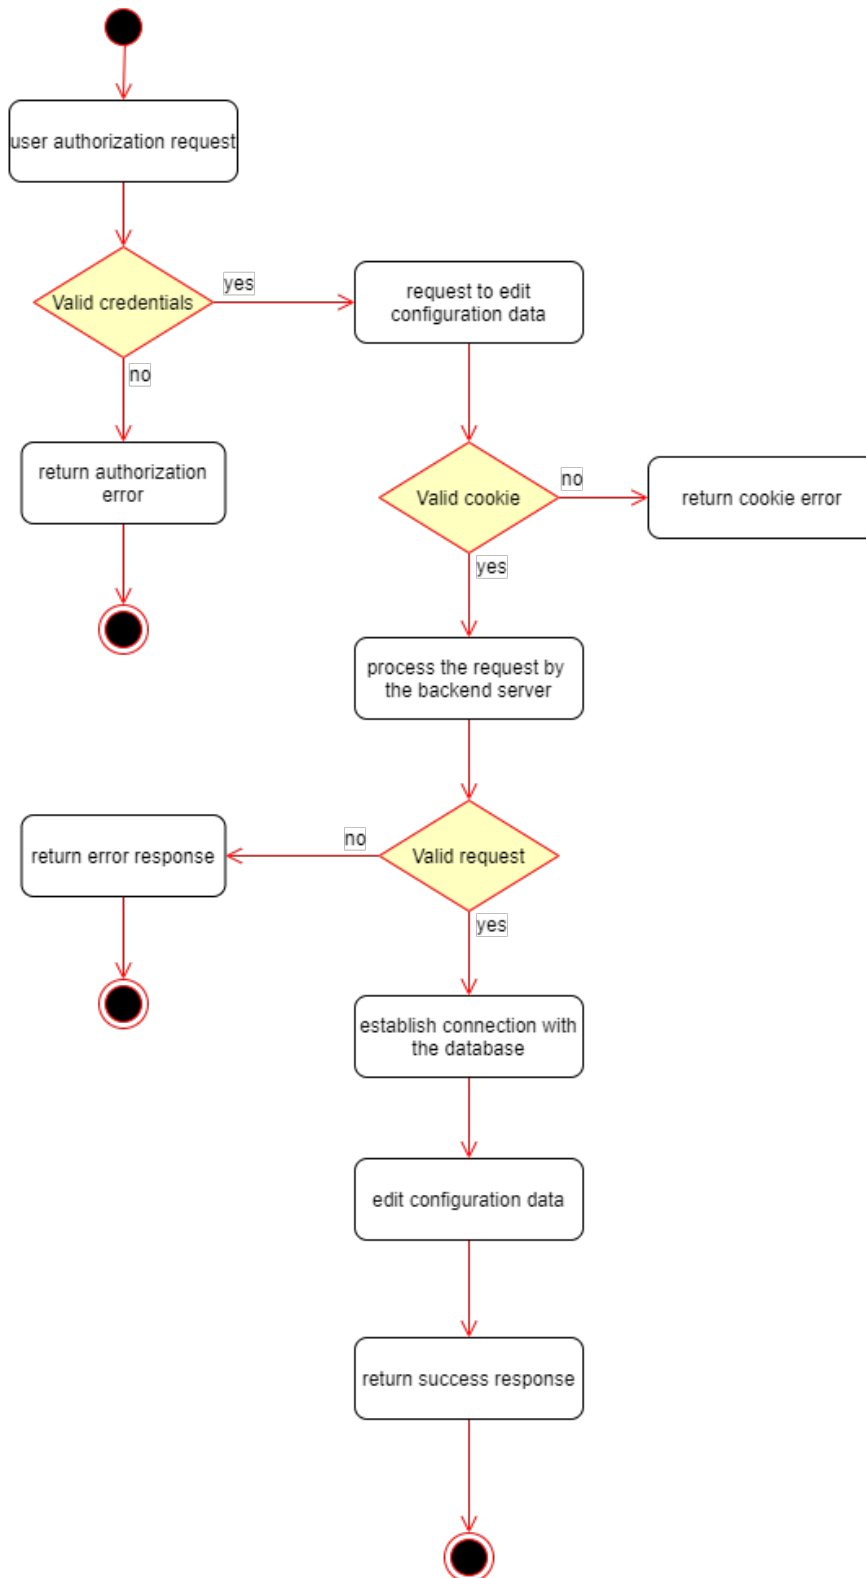 user authorization request
Valid credentials
yes
request to edit
configuration data
no
return authorization
error
Valid cookie
no
return cookie error
yes
process the request by
the backend server
Valid request
no
return error response
yes
establish connection with
the database
edit configuration data
return success response